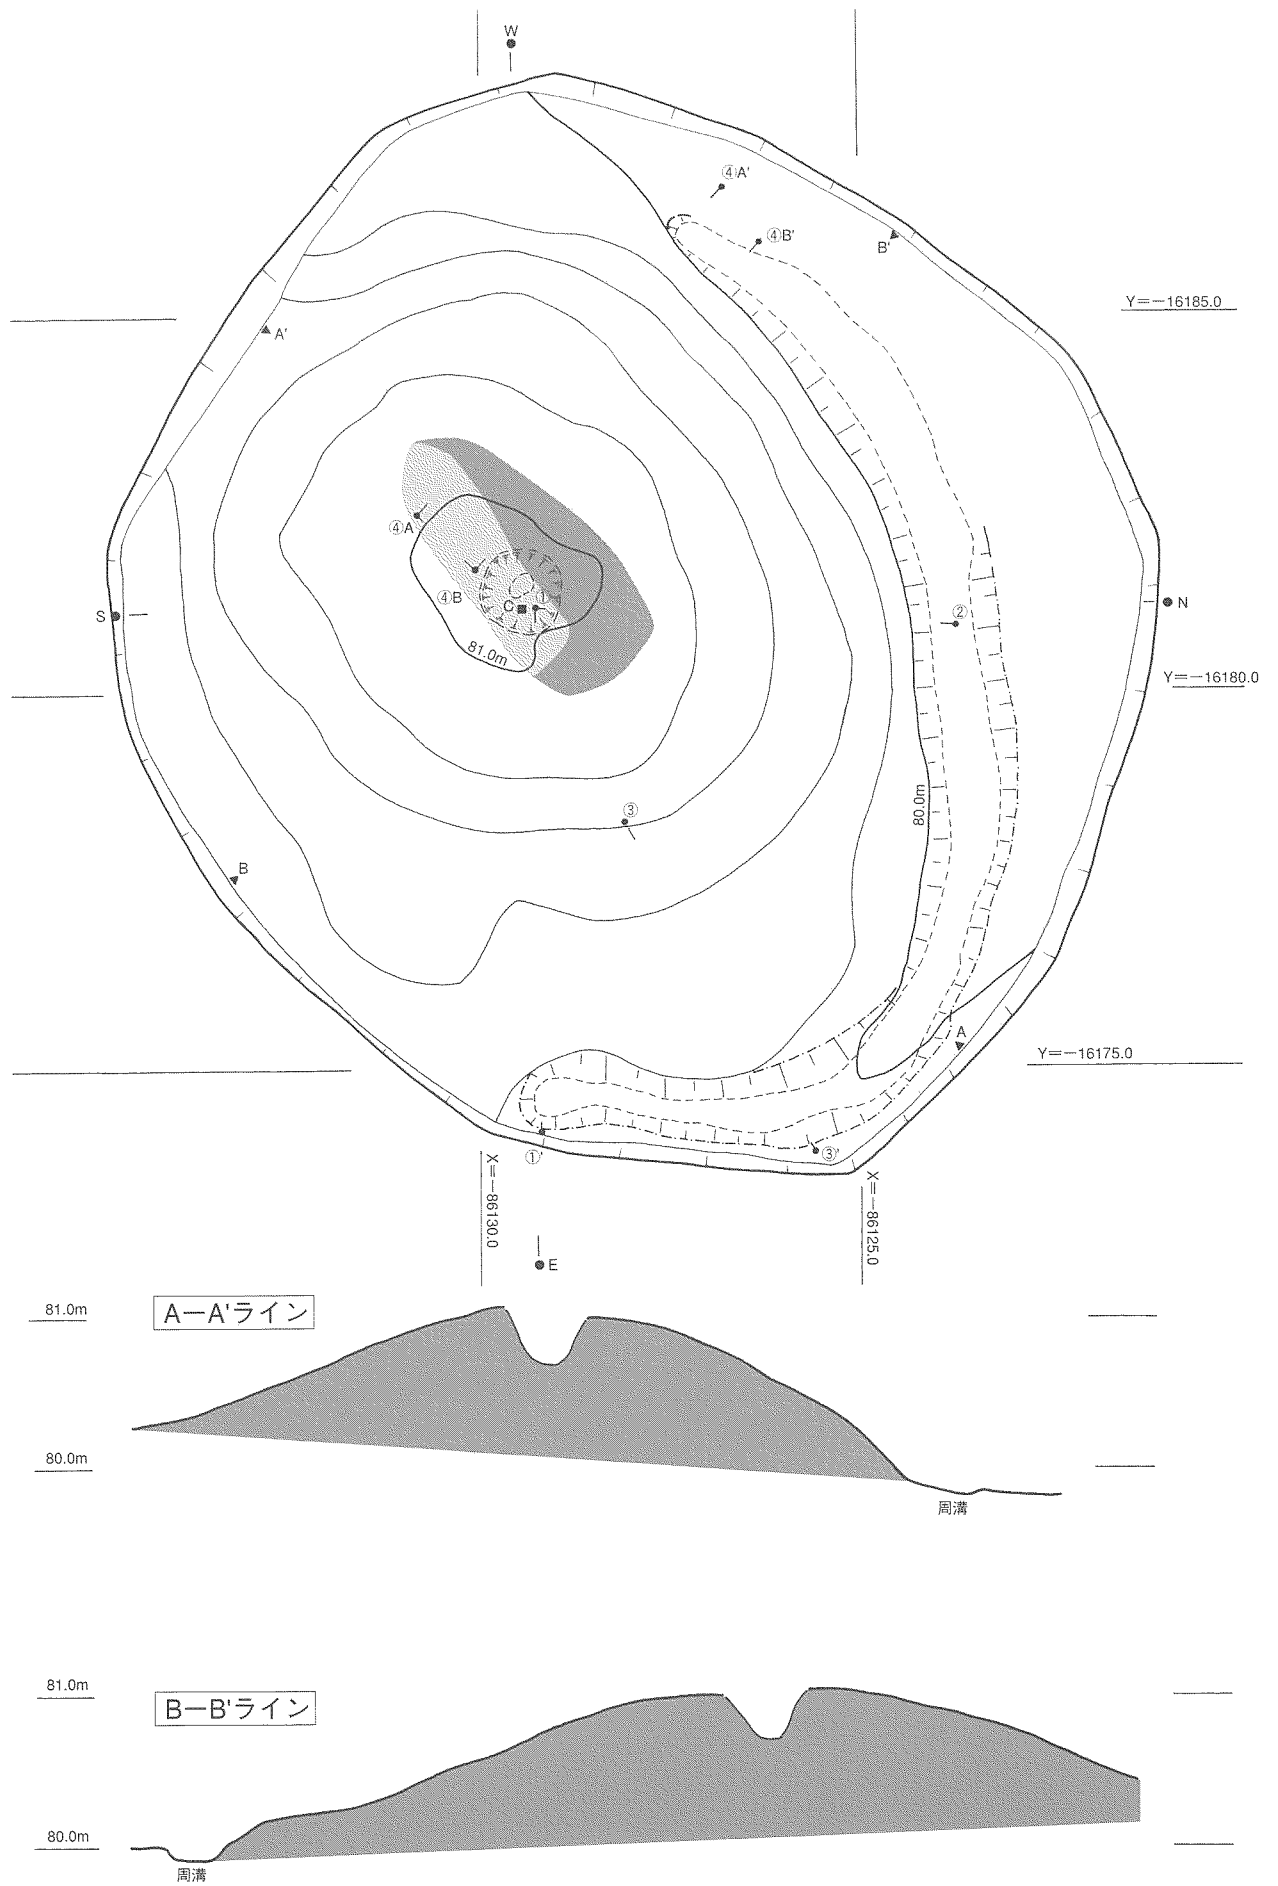 W
④A'
④B'
B'
Y=−16185.0
A'
④A
④B
C
①
②
S
N
81.0m
Y=−16180.0
80.0m
③
B
A
Y=−16175.0
①'
③'
X=−86130.0
X=−86125.0
E
81.0m
A−A'ライン
80.0m
周溝
81.0m
B−B'ライン
80.0m
周溝